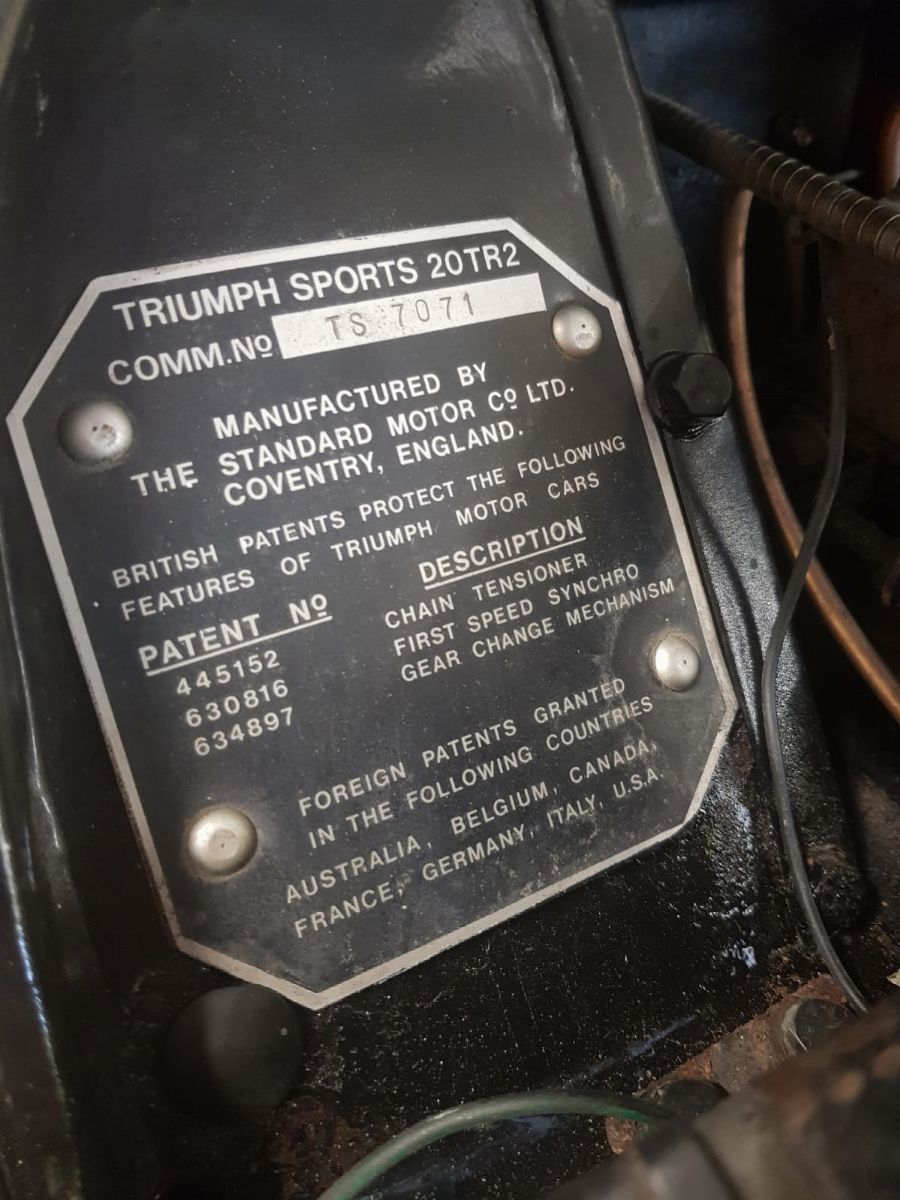 TRIUMPH SPORTS 20TR2
COMM.Nº TS 7071
MANUFACTURED BY
THE STANDARD MOTOR Cº LTD.
COVENTRY, ENGLAND.
BRITISH PATENTS PROTECT THE FOLLOWING
FEATURES OF TRIUMPH MOTOR CARS
PATENT Nº DESCRIPTION
445152 CHAIN TENSIONER
630816 FIRST SPEED SYNCHRO
634897 GEAR CHANGE MECHANISM
FOREIGN PATENTS GRANTED
IN THE FOLLOWING COUNTRIES
AUSTRALIA, BELGIUM, CANADA,
FRANCE, GERMANY, ITALY, U.S.A.